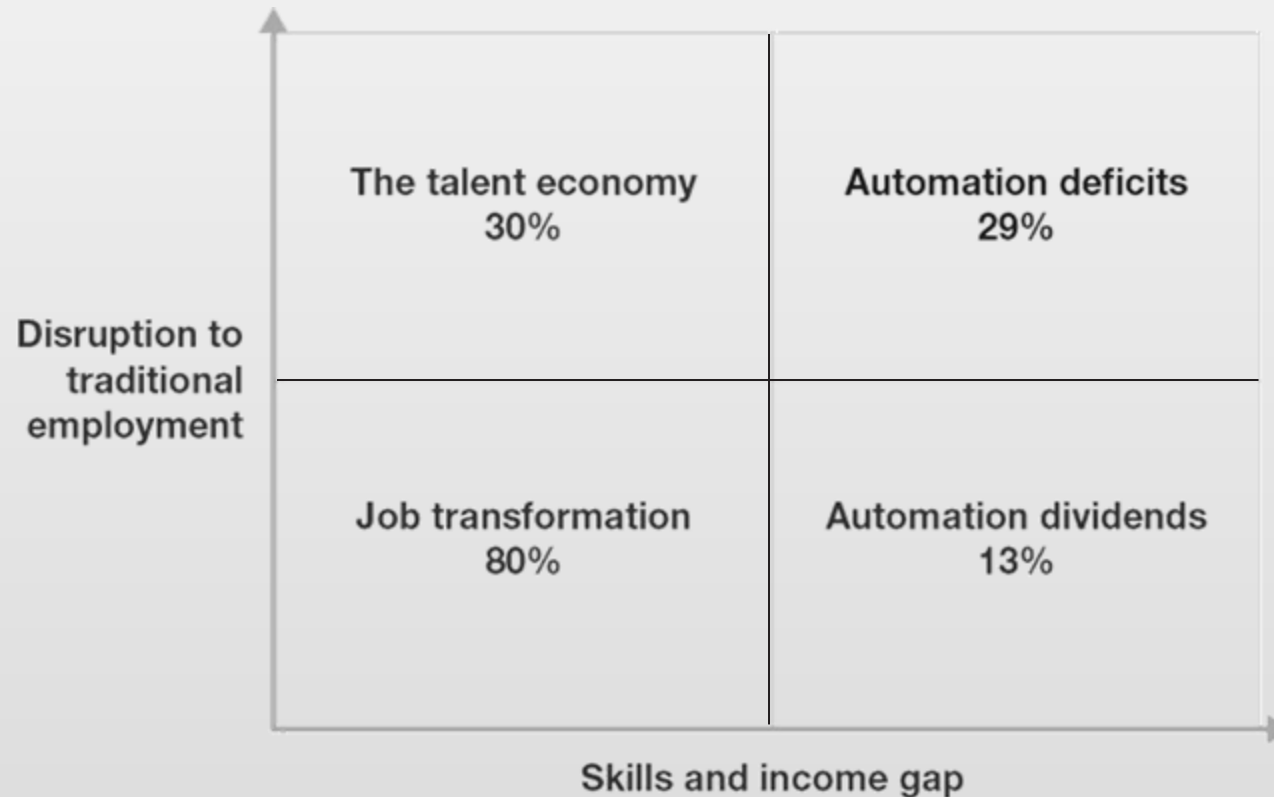 The talent economy
30%
Automation deficits
29%
Disruption to
traditional
employment
Job transformation
80%
Automation dividends
13%
Skills and income gap